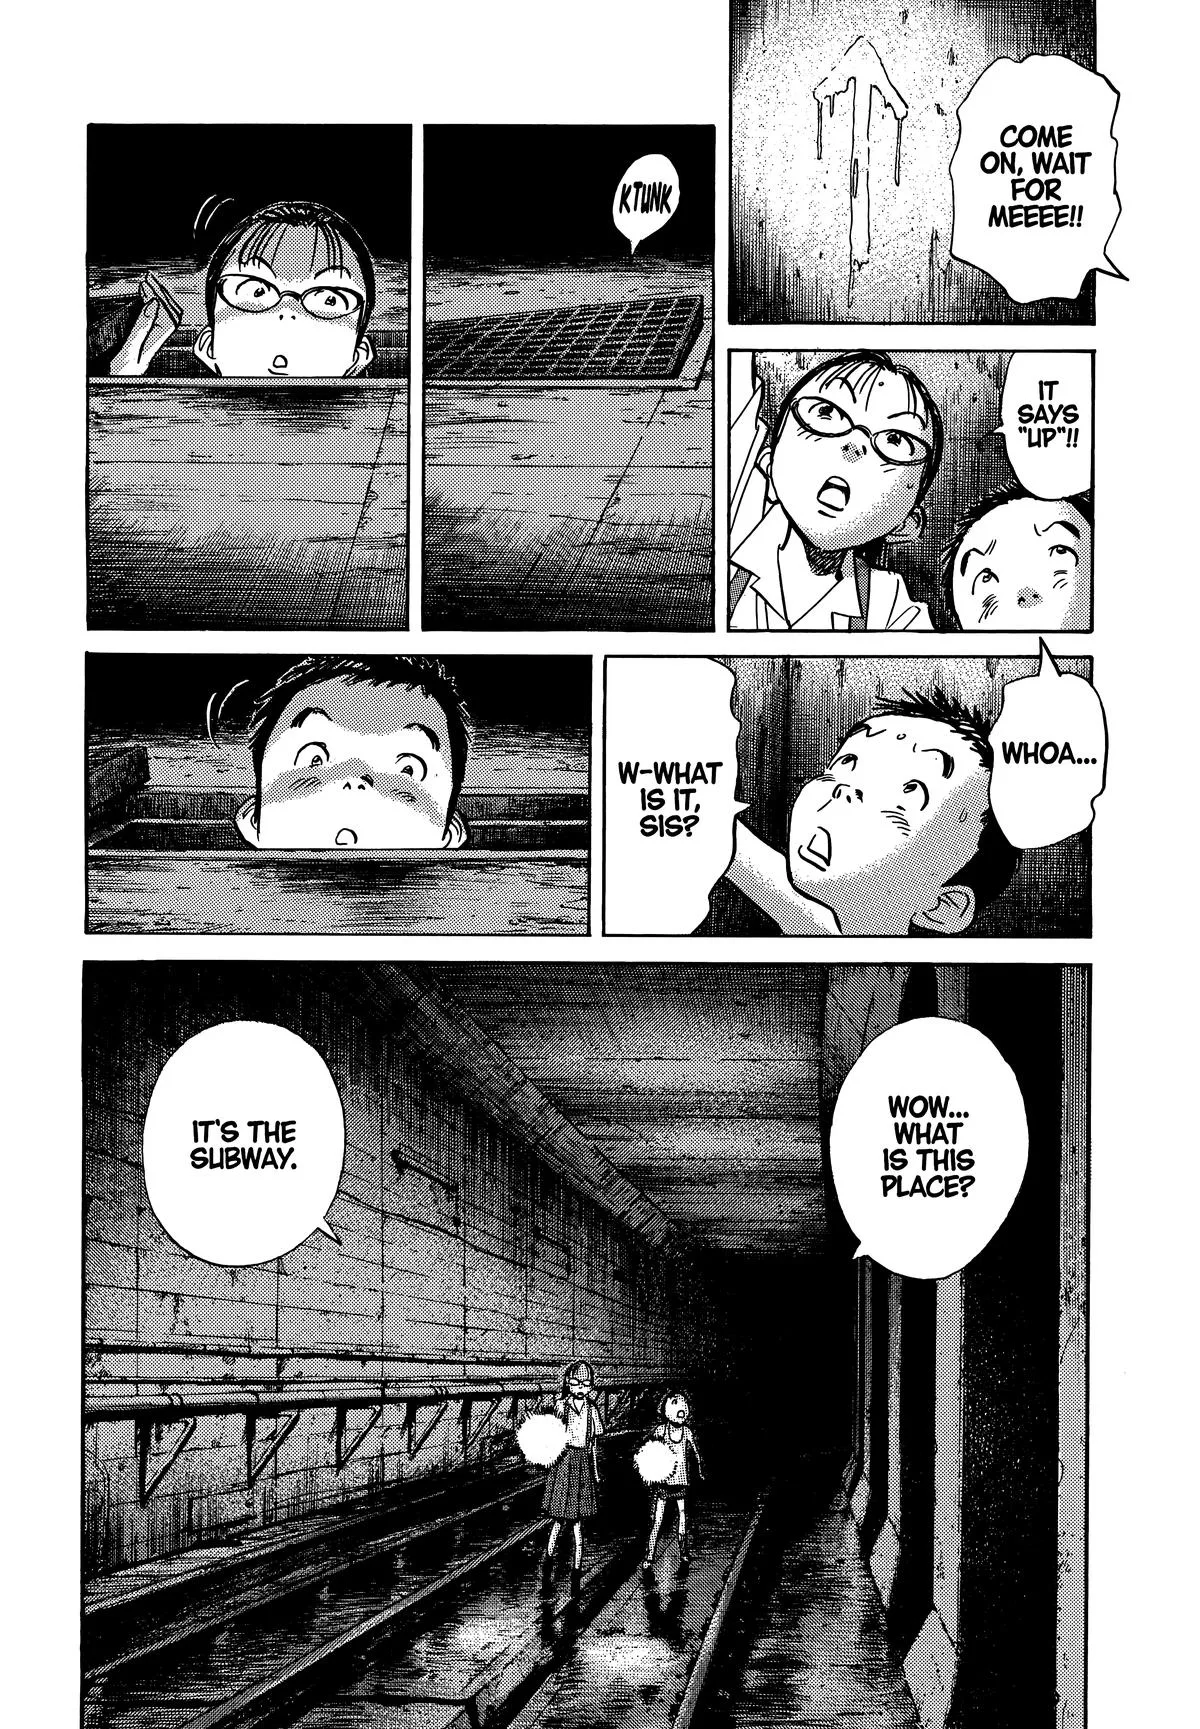 COME
ON, WAIT
FOR
MEEEE!!
IT
SAYS
"UP"!!
KTUNK
WHOA...
W-WHAT
IS IT,
SIS?
WOW...
WHAT
IS THIS
PLACE?
IT'S THE
SUBWAY.